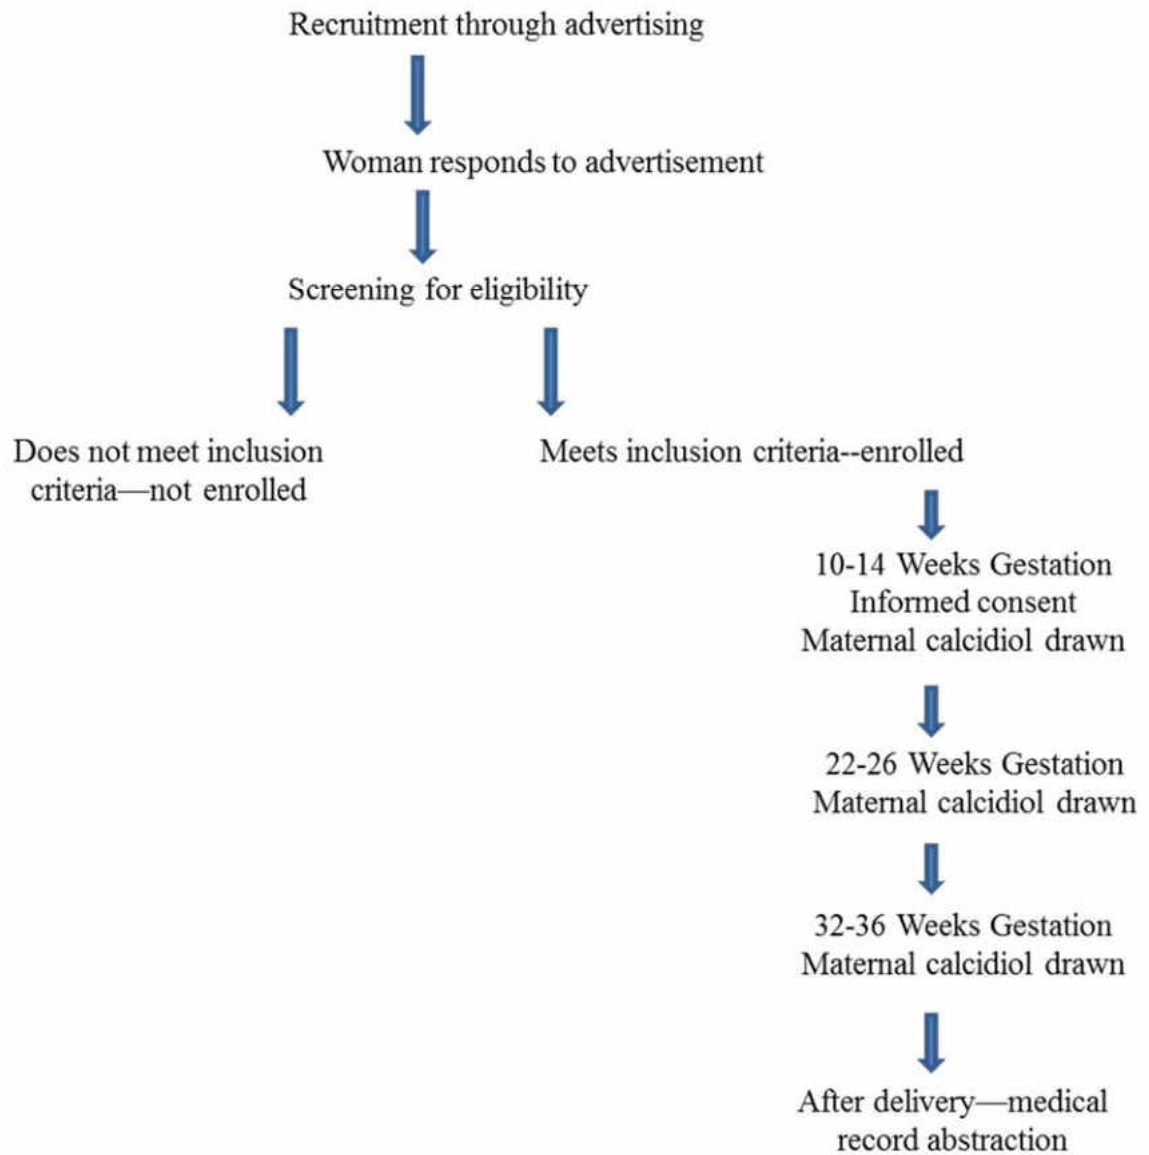 Recruitment through advertising
Woman responds to advertisement
Screening for eligibility
Does not meet inclusion
criteria—not enrolled
Meets inclusion criteria--enrolled
10-14 Weeks Gestation
Informed consent
Maternal calcidiol drawn
22-26 Weeks Gestation
Maternal calcidiol drawn
32-36 Weeks Gestation
Maternal calcidiol drawn
After delivery—medical
record abstraction